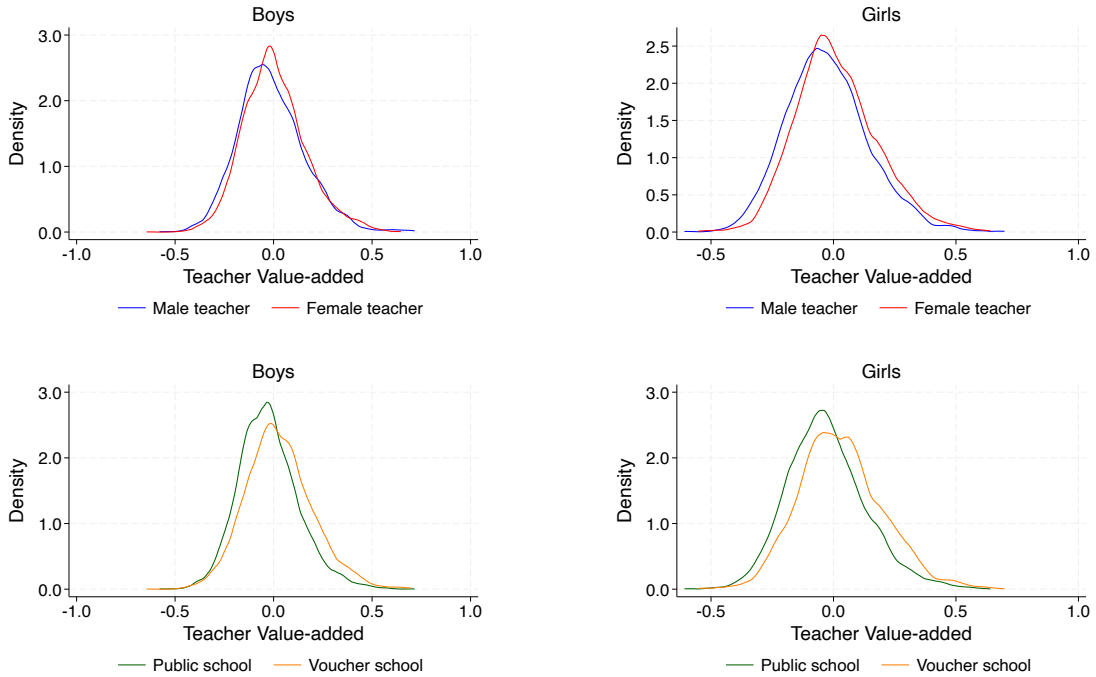 Boys
Density
3.0
2.0
1.0
0.0
-1.0 -0.5 0.0 0.5 1.0
Teacher Value-added
Male teacher Female teacher
Girls
Density
2.5
2.0
1.5
1.0
0.5
0.0
-0.5 0.0 0.5 1.0
Teacher Value-added
Male teacher Female teacher
Boys
Density
3.0
2.0
1.0
0.0
-1.0 -0.5 0.0 0.5 1.0
Teacher Value-added
Public school Voucher school
Girls
Density
3.0
2.0
1.0
0.0
-0.5 0.0 0.5 1.0
Teacher Value-added
Public school Voucher school